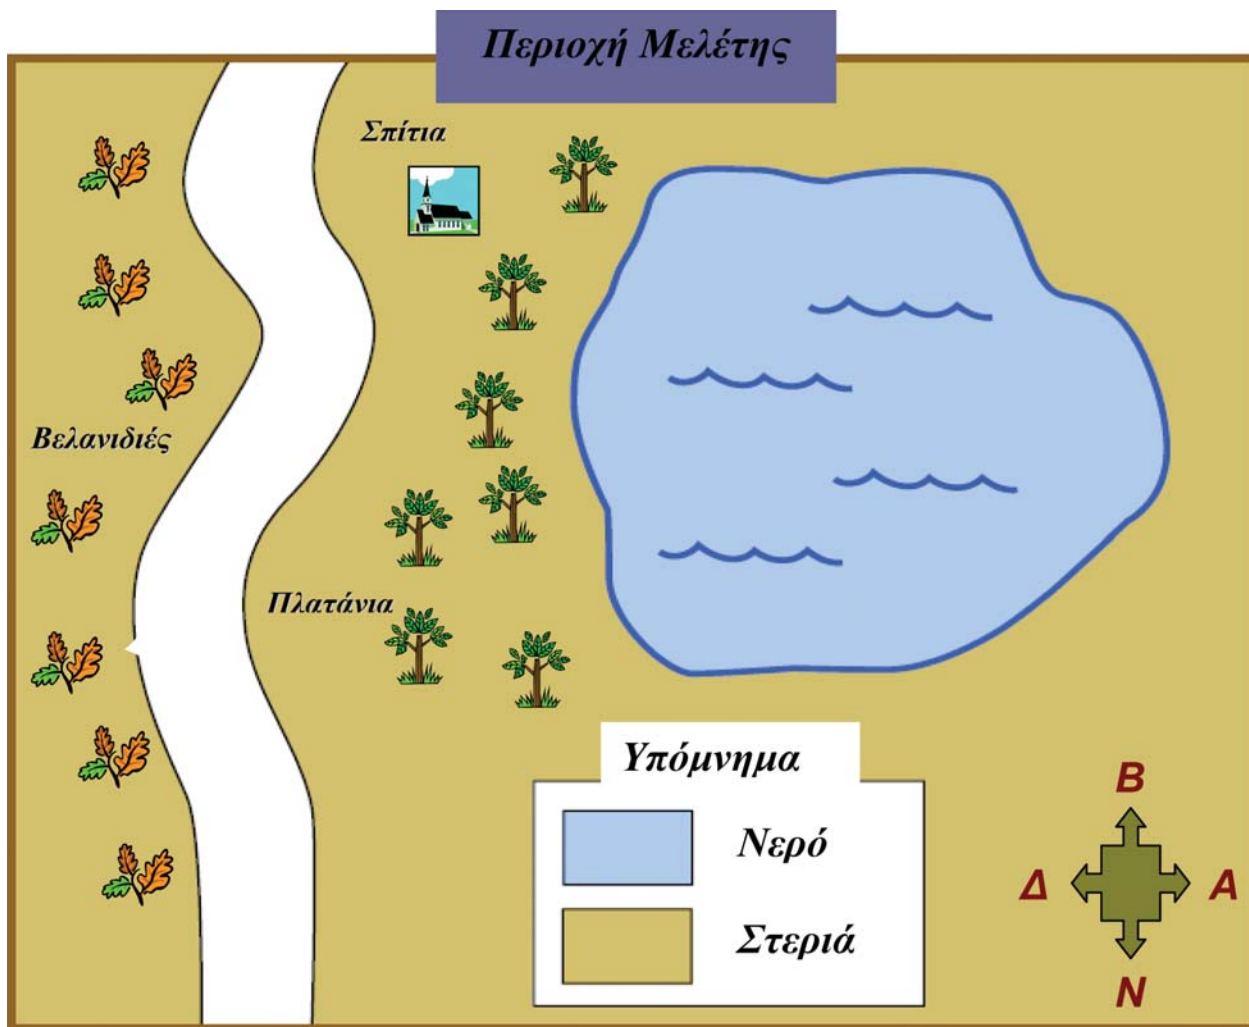 Περιοχή Μελέτης
Σπίτια
Βελανιδιές
Πλατάνια
Υπόμνημα
Νερό
Στεριά
Β
Δ Α
Ν